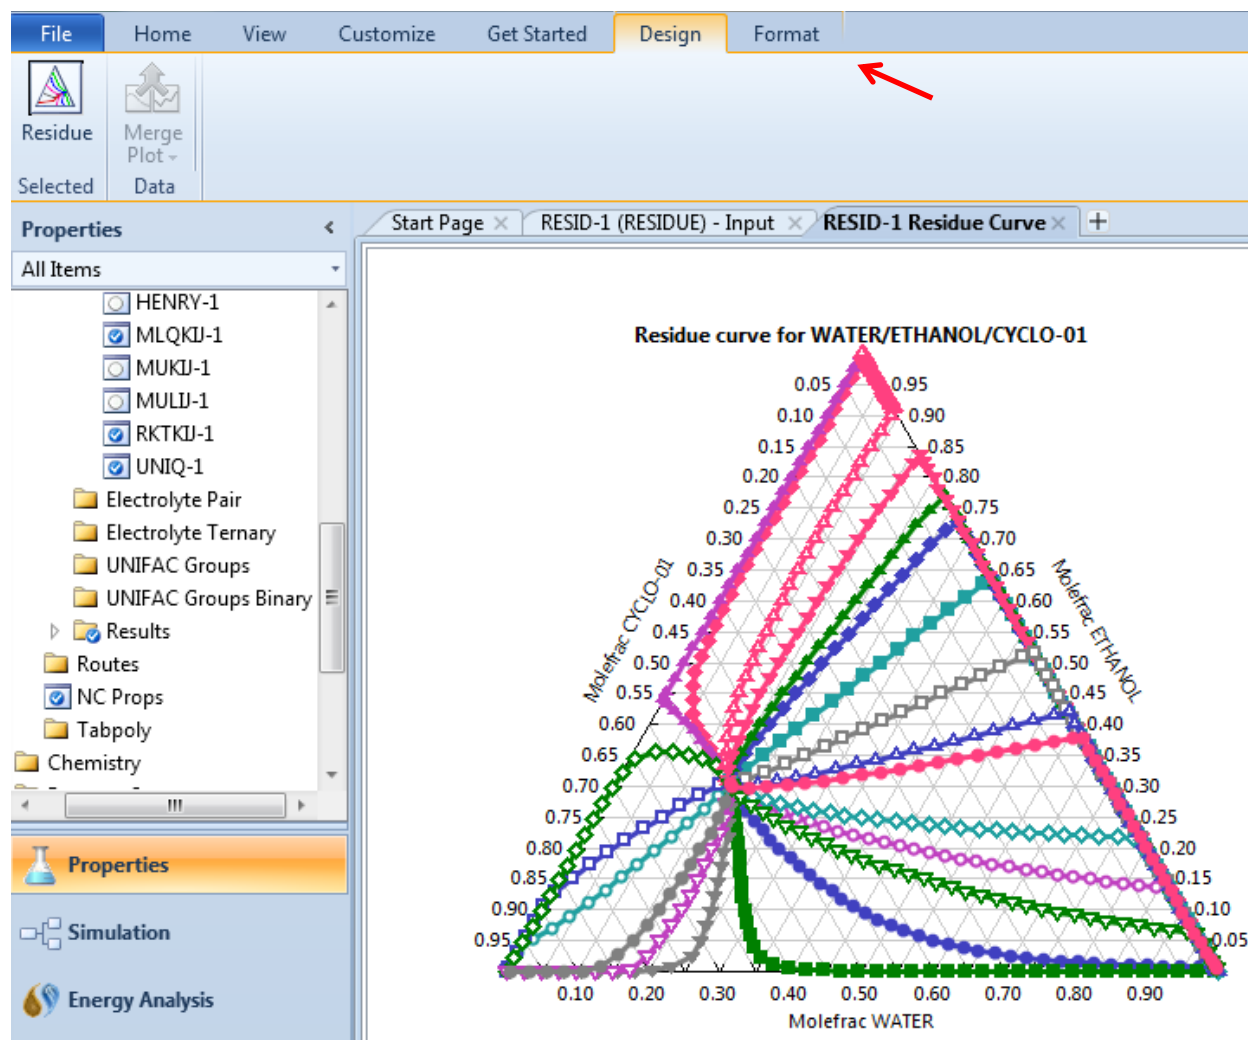 File Home View Customize Get Started Design Format
Residue Merge Plot
Selected Data
Properties
All Items
HENRY-1
MLQKIJ-1
MUKIJ-1
MULIJ-1
RKTKIJ-1
UNIQ-1
Electrolyte Pair
Electrolyte Ternary
UNIFAC Groups
UNIFAC Groups Binary
Results
Routes
NC Props
Tabpoly
Chemistry
Properties
Simulation
Energy Analysis
Start Page RESID-1 (RESIDUE) - Input RESID-1 Residue Curve
Residue curve for WATER/ETHANOL/CYCLO-01
0.05 0.95
0.10 0.90
0.15 0.85
0.20 0.80
0.25 0.75
0.30 0.70
0.35 0.65
0.40 0.60
0.45 0.55
0.50 0.50
0.55 0.45
0.60 0.40
0.65 0.35
0.70 0.30
0.75 0.25
0.80 0.20
0.85 0.15
0.90 0.10
0.95 0.05
Molefrac CYCLO-01
Molefrac ETHANOL
0.10 0.20 0.30 0.40 0.50 0.60 0.70 0.80 0.90
Molefrac WATER